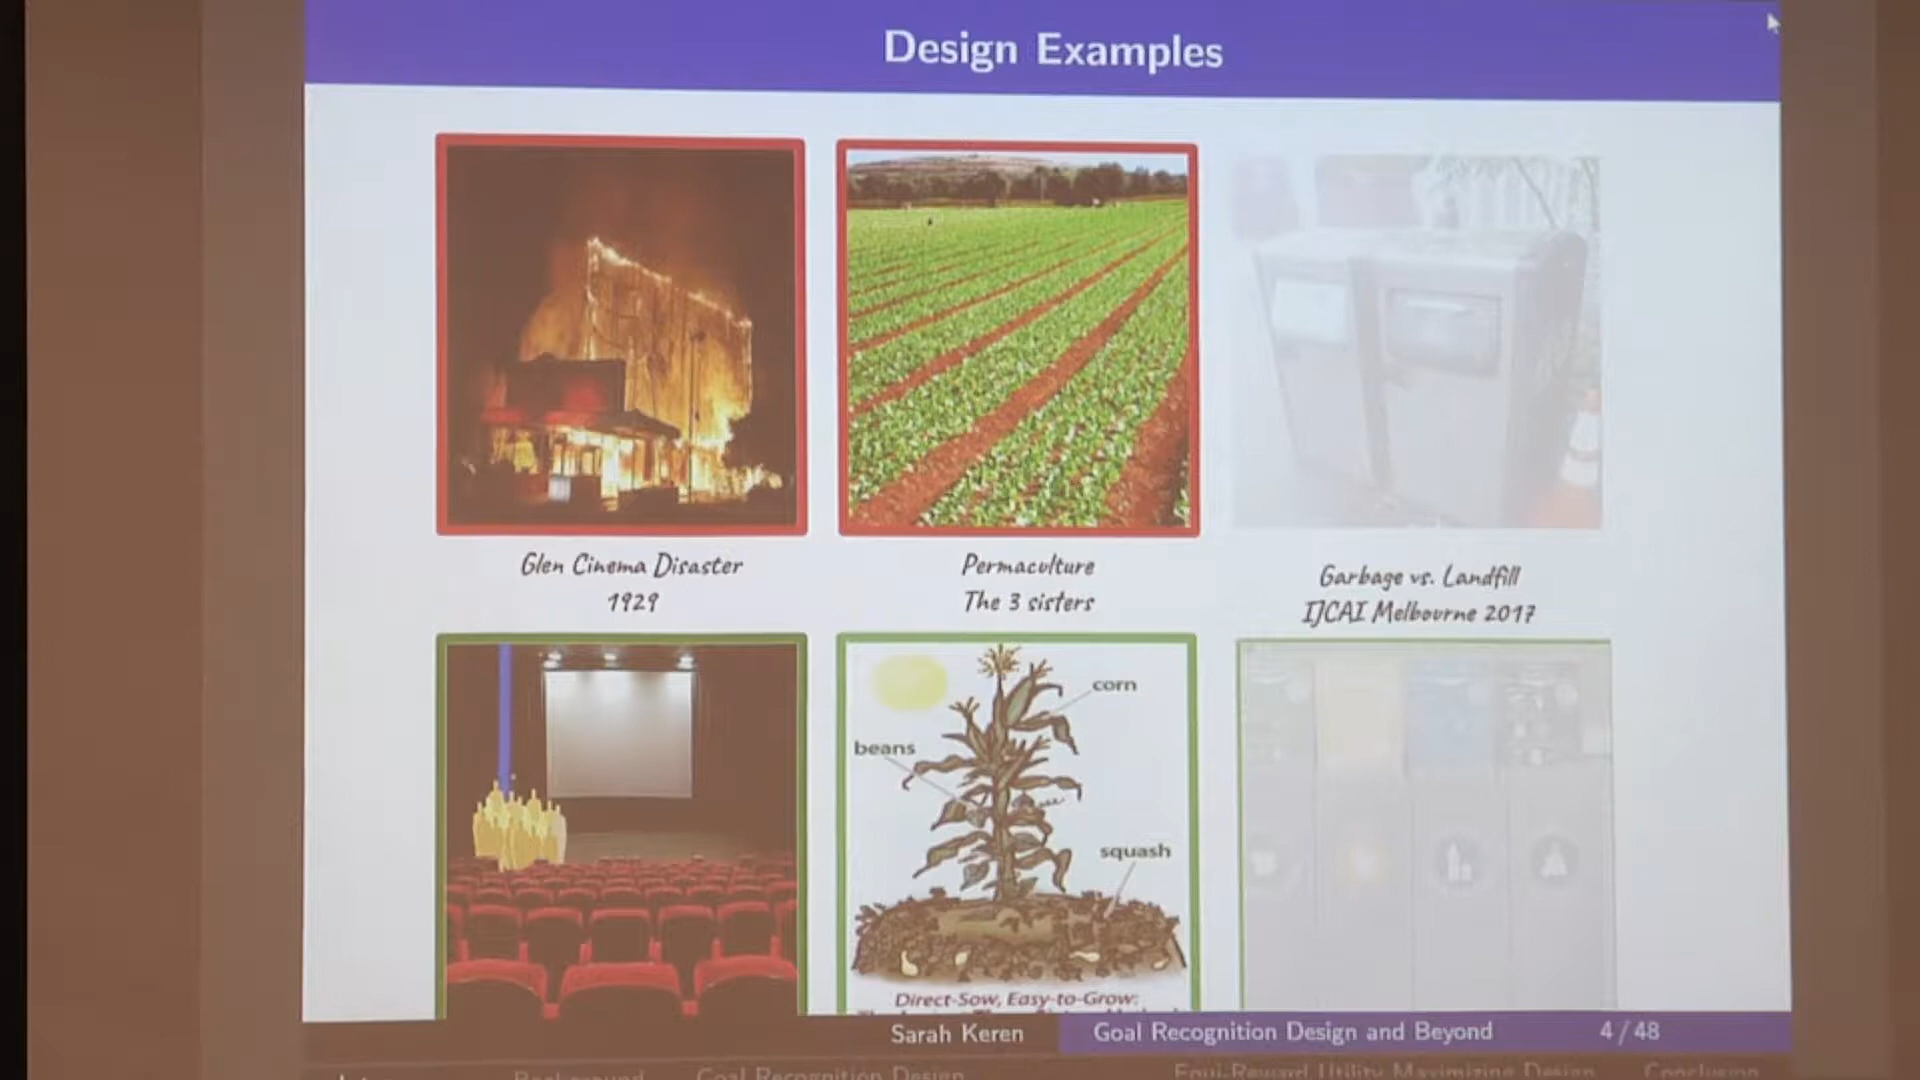 Design Examples
Glen Cinema Disaster
1929
Permaculture
The 3 sisters
Garbage vs. Landfill
IJCAI Melbourne 2017
corn
beans
squash
Direct-Sow, Easy-to-Grow:
Sarah Keren
Goal Recognition Design and Beyond
4 / 48
Background
Goal Recognition Design
Equi-Reward Utility Maximizing Design
Conclusion